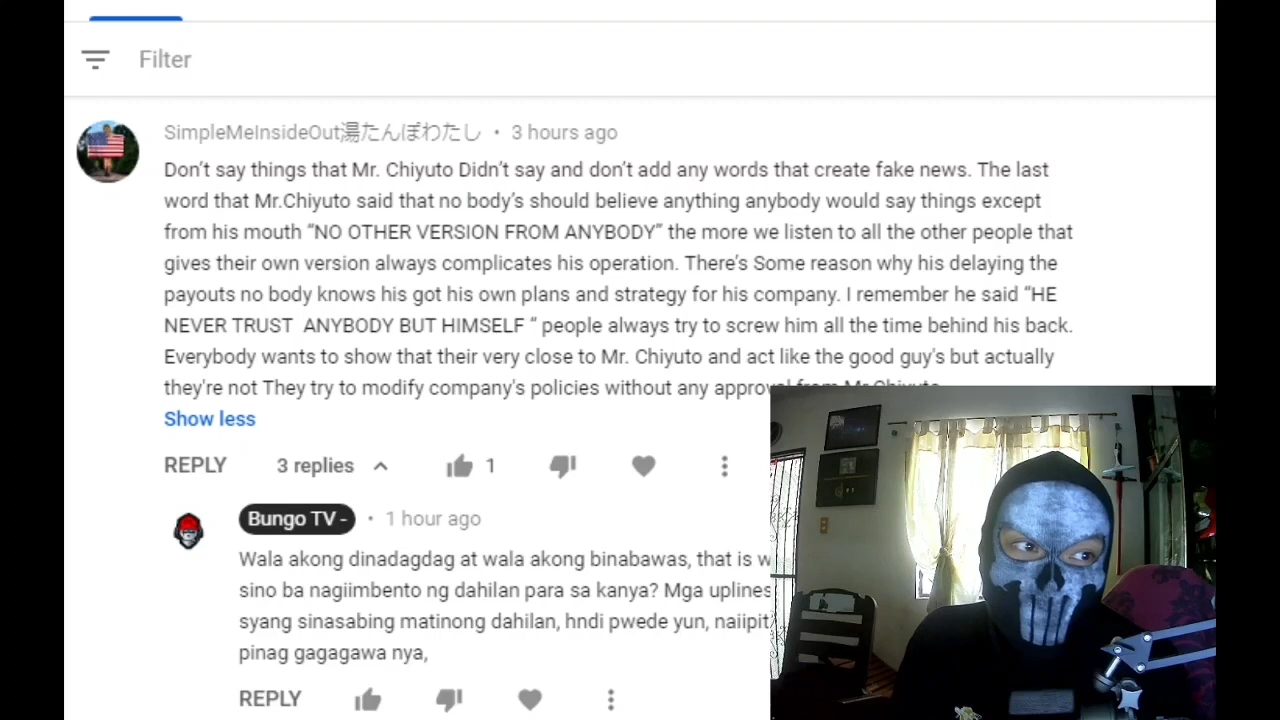 Filter
SimpleMeInsideOut湯たんぽわたし • 3 hours ago
Don't say things that Mr. Chiyuto Didn't say and don't add any words that create fake news. The last
word that Mr.Chiyuto said that no body's should believe anything anybody would say things except
from his mouth “NO OTHER VERSION FROM ANYBODY” the more we listen to all the other people that
gives their own version always complicates his operation. There's Some reason why his delaying the
payouts no body knows his got his own plans and strategy for his company. I remember he said “HE
NEVER TRUST ANYBODY BUT HIMSELF “ people always try to screw him all the time behind his back.
Everybody wants to show that their very close to Mr. Chiyuto and act like the good guy's but actually
they're not They try to modify company's policies without any approval from Mr.Chiyuto
Show less
REPLY 3 replies 1
Bungo TV - • 1 hour ago
Wala akong dinadagdag at wala akong binabawas, that is
sino ba nagiimbento ng dahilan para sa kanya? Mga uplines
syang sinasabing matinong dahilan, hndi pwede yun, naiipit
pinag gagagawa nya,
REPLY